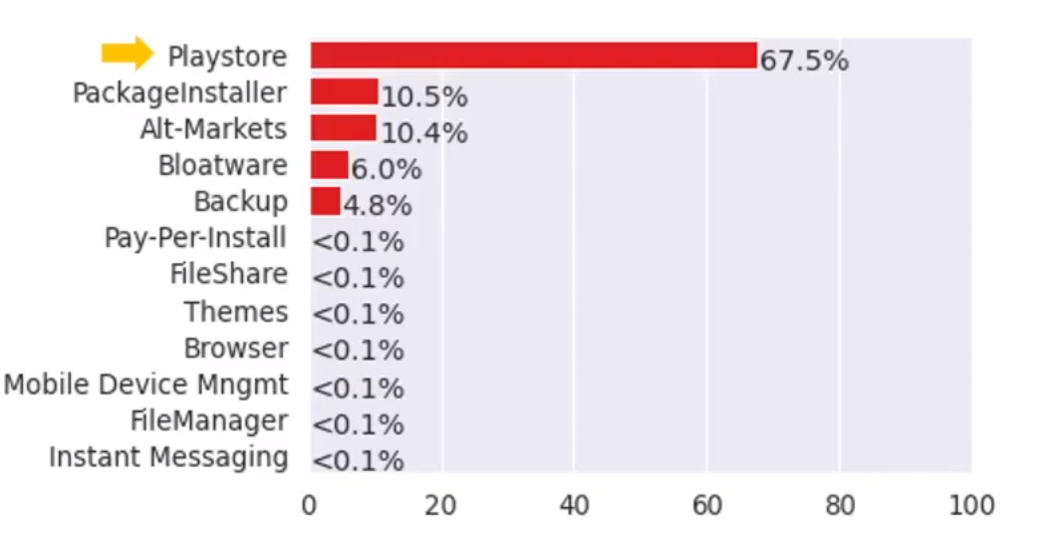 Playstore 67.5%
PackageInstaller 10.5%
Alt-Markets 10.4%
Bloatware 6.0%
Backup 4.8%
Pay-Per-Install <0.1%
FileShare <0.1%
Themes <0.1%
Browser <0.1%
Mobile Device Mngmt <0.1%
FileManager <0.1%
Instant Messaging <0.1%
0 20 40 60 80 100